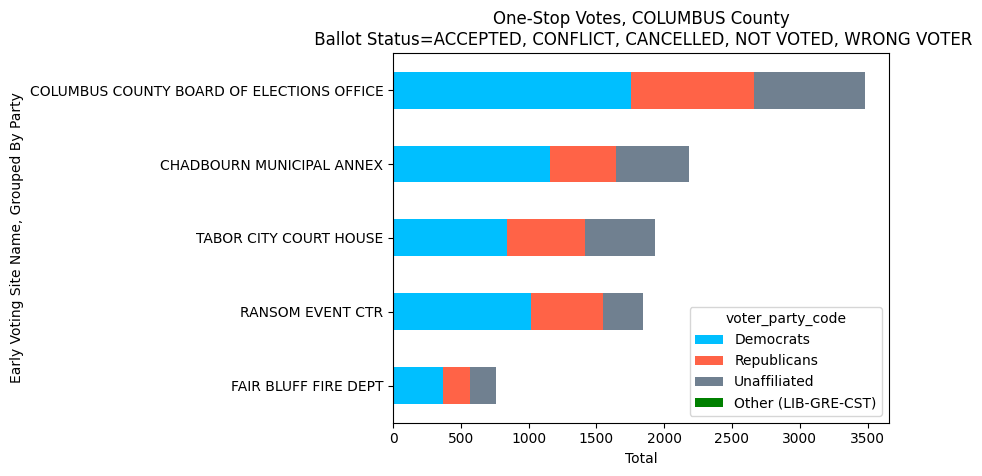 One-Stop Votes, COLUMBUS County
Ballot Status=ACCEPTED, CONFLICT, CANCELLED, NOT VOTED, WRONG VOTER
Early Voting Site Name, Grouped By Party
COLUMBUS COUNTY BOARD OF ELECTIONS OFFICE
CHADBOURN MUNICIPAL ANNEX
TABOR CITY COURT HOUSE
RANSOM EVENT CTR
FAIR BLUFF FIRE DEPT
voter_party_code
Democrats
Republicans
Unaffiliated
Other (LIB-GRE-CST)
0 500 1000 1500 2000 2500 3000 3500
Total